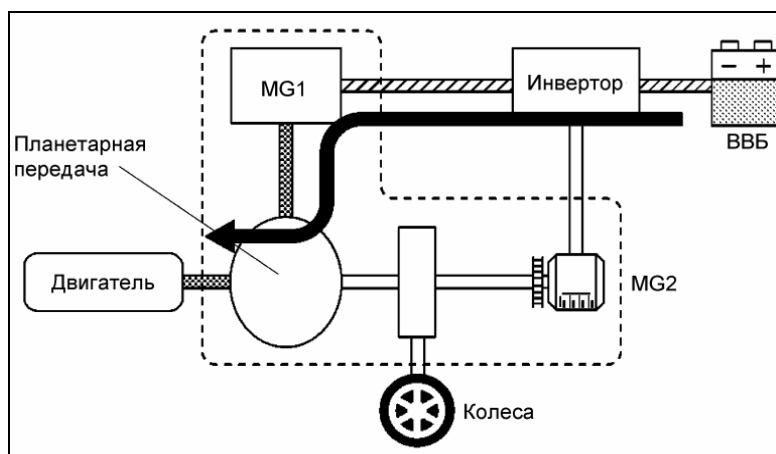 MG1
Инвертор
− +
ВВБ
Планетарная
передача
Двигатель
MG2
Колеса